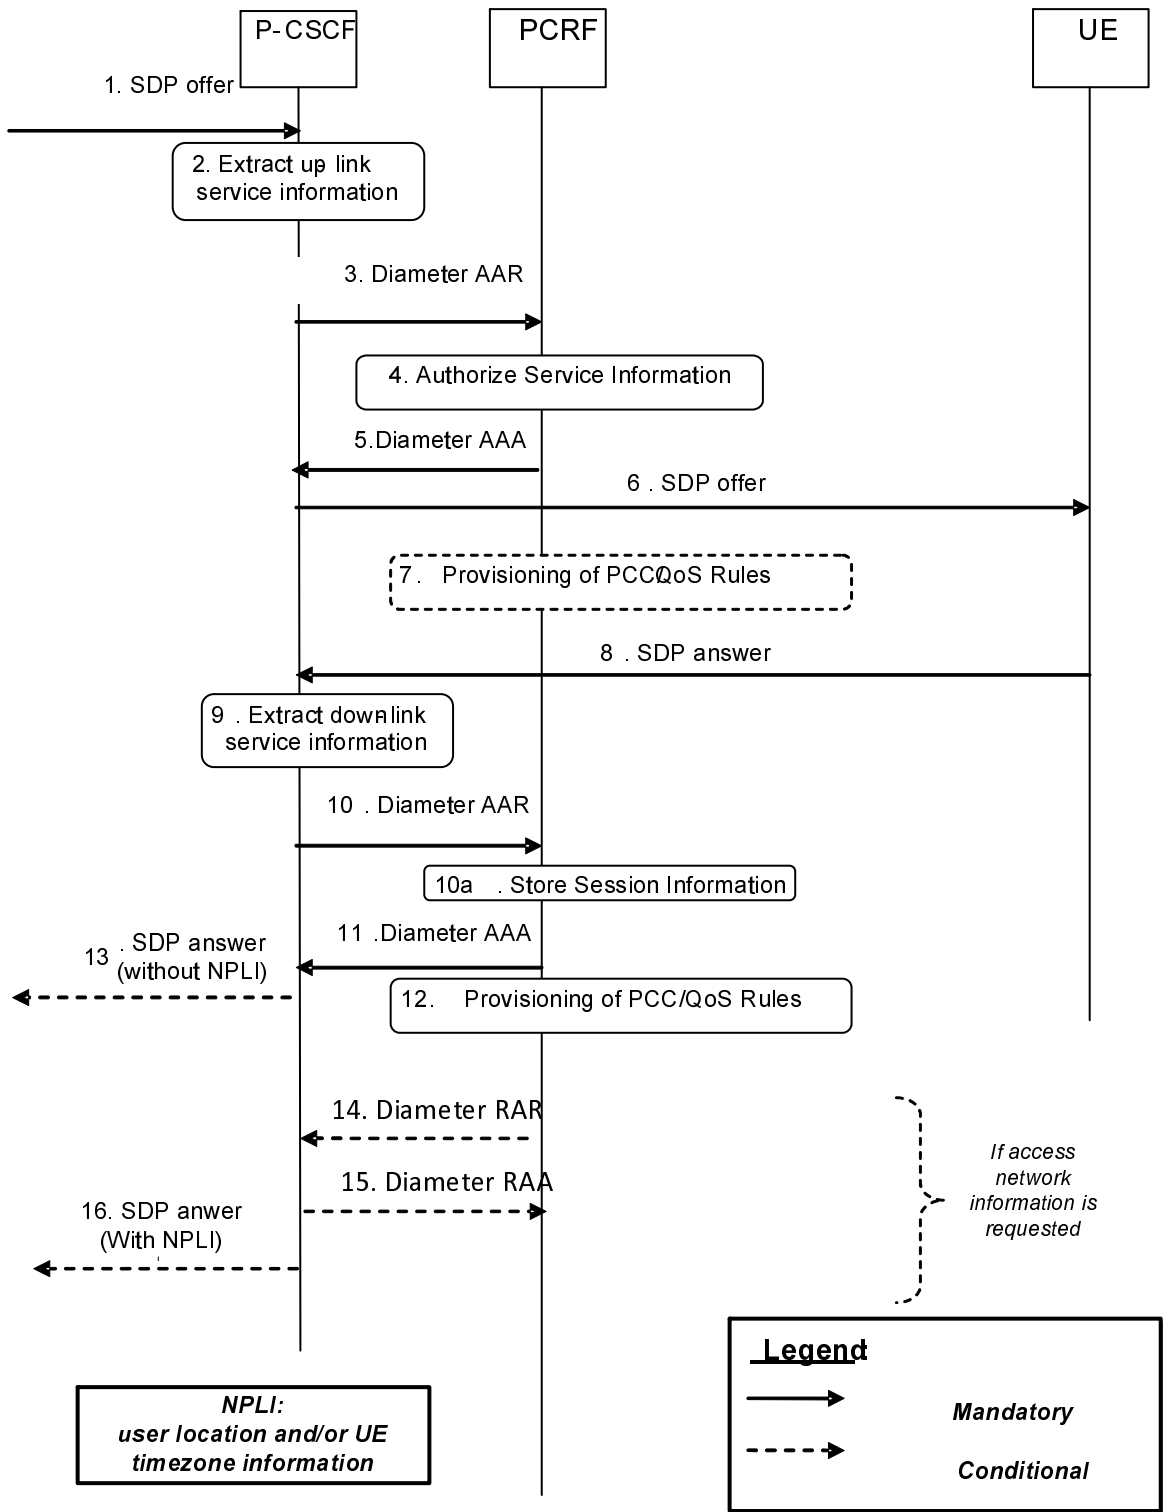 P-CSCF
PCRF
UE
1. SDP offer
2. Extract up-link
service information
3. Diameter AAR
4. Authorize Service Information
5.Diameter AAA
6 . SDP offer
7 . Provisioning of PCC/QoS Rules
8 . SDP answer
9 . Extract down-link
service information
10 . Diameter AAR
10a . Store Session Information
11 .Diameter AAA
13 . SDP answer
(without NPLI)
12. Provisioning of PCC/QoS Rules
14. Diameter RAR
If access
network
information is
requested
15. Diameter RAA
16. SDP anwer
(With NPLI)
Legend
Mandatory
Conditional
NPLI:
user location and/or UE
timezone information